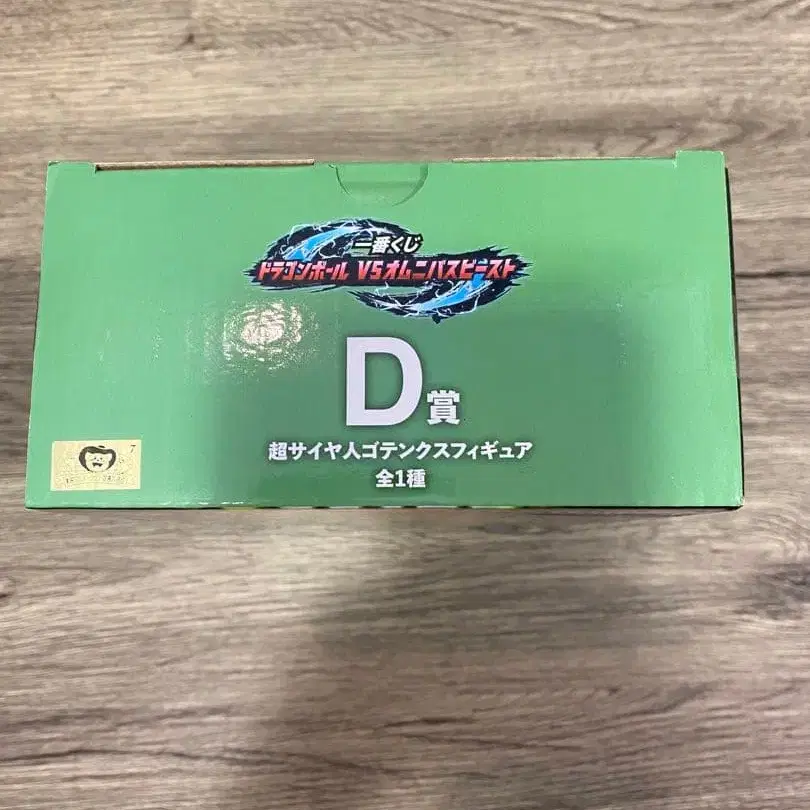 一番くじ
ドラゴンボール VSオムニバスビースト
D賞
超サイヤ人ゴテンクスフィギュア
全1種
7